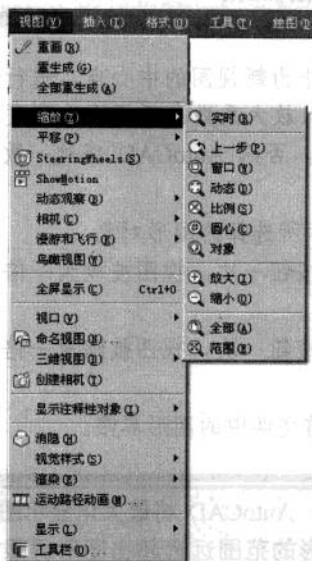 视图(V) 插入(I) 格式(O) 工具(T) 绘图(D)
重画(R)
重生成(G)
全部重生成(A)
缩放(Z)
平移(P)
SteeringWheels(S)
ShowMotion
动态观察(B)
相机(C)
漫游和飞行(K)
鸟瞰视图(W)
全屏显示(C) Ctrl+0
视口(V)
命名视图(N)
三维视图(D)
创建相机(T)
显示注释性对象(I)
消隐(H)
视觉样式(S)
渲染(E)
运动路径动画(M)...
显示(L)
工具栏(O)...
实时(R)
上一步(P)
窗口(W)
动态(D)
比例(S)
圆心(C)
对象
放大(I)
缩小(O)
全部(A)
范围(E)